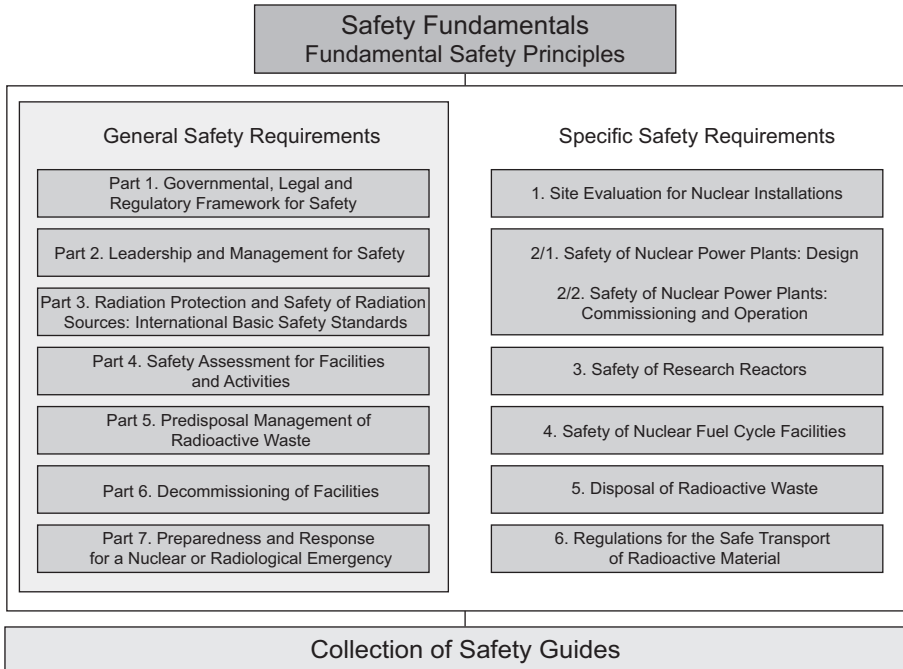 Safety Fundamentals
Fundamental Safety Principles
General Safety Requirements
Part 1. Governmental, Legal and
Regulatory Framework for Safety
Part 2. Leadership and Management for Safety
Part 3. Radiation Protection and Safety of Radiation
Sources: International Basic Safety Standards
Part 4. Safety Assessment for Facilities
and Activities
Part 5. Predisposal Management of
Radioactive Waste
Part 6. Decommissioning of Facilities
Part 7. Preparedness and Response
for a Nuclear or Radiological Emergency
Specific Safety Requirements
1. Site Evaluation for Nuclear Installations
2/1. Safety of Nuclear Power Plants: Design
2/2. Safety of Nuclear Power Plants:
Commissioning and Operation
3. Safety of Research Reactors
4. Safety of Nuclear Fuel Cycle Facilities
5. Disposal of Radioactive Waste
6. Regulations for the Safe Transport
of Radioactive Material
Collection of Safety Guides